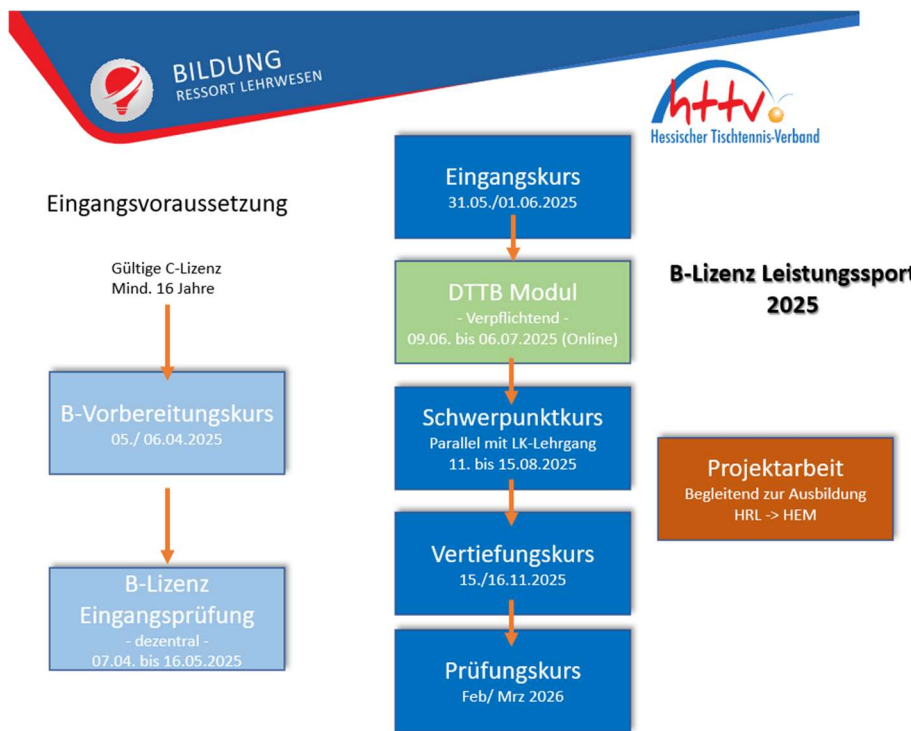 BILDUNG
RESSORT LEHRWESEN
httv
Hessischer Tischtennis-Verband
Eingangsvoraussetzung
Gültige C-Lizenz
Mind. 16 Jahre
B-Vorbereitungskurs
05./ 06.04.2025
B-Lizenz
Eingangsprüfung
- dezentral -
07.04. bis 16.05.2025
Eingangskurs
31.05./01.06.2025
DTTB Modul
- Verpflichtend -
09.06. bis 06.07.2025 (Online)
Schwerpunktkurs
Parallel mit LK-Lehrgang
11. bis 15.08.2025
Vertiefungskurs
15./16.11.2025
Prüfungskurs
Feb/ Mrz 2026
B-Lizenz Leistungssport
2025
Projektarbeit
Begleitend zur Ausbildung
HRL -> HEM